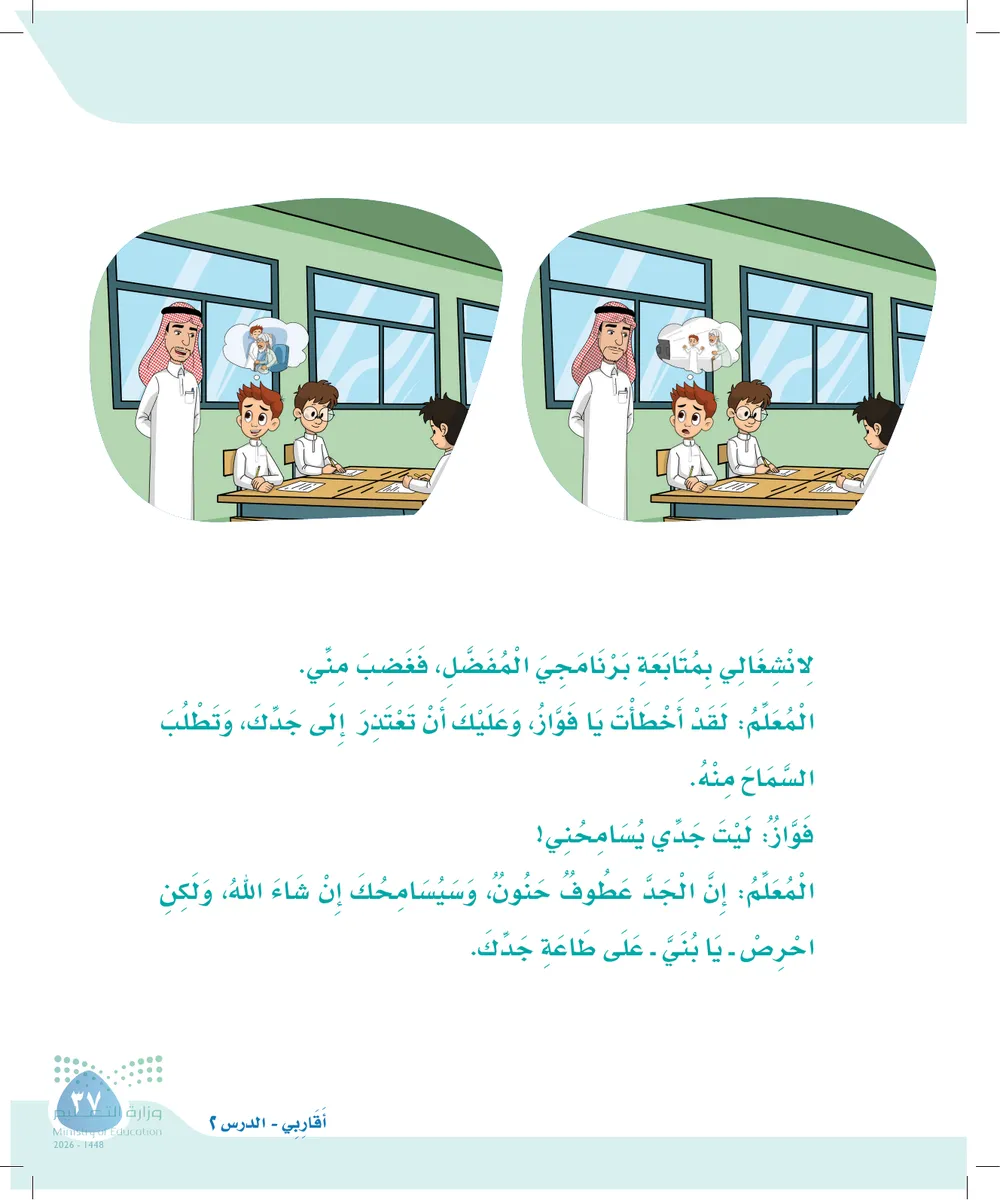 لِانْشِغَالِي بِمُتَابَعَةِ بَرْنَامَجِيَ الْمُفَضَّلِ، فَغَضِبَ مِنِّي.
الْمُعَلِّمُ: لَقَدْ أَخْطَأْتَ يَا فَوَّازُ، وَعَلَيْكَ أَنْ تَعْتَذِرَ إِلَى جَدِّكَ، وَتَطْلُبَ
السَّمَاحَ مِنْهُ.
فَوَّازُ: لَيْتَ جَدِّي يُسَامِحُنِي!
الْمُعَلِّمُ: إِنَّ الْجَدَّ عَطُوفٌ حَنُونٌ، وَسَيُسَامِحُكَ إِنْ شَاءَ اللهُ، وَلَكِنِ
احْرِصْ ـ يَا بُنَيَّ ـ عَلَى طَاعَةِ جَدِّكَ.
أَقَارِبِي - الدرس ٢
٣٧
وزارة التعليم
Ministry of Education
2026 - 1448